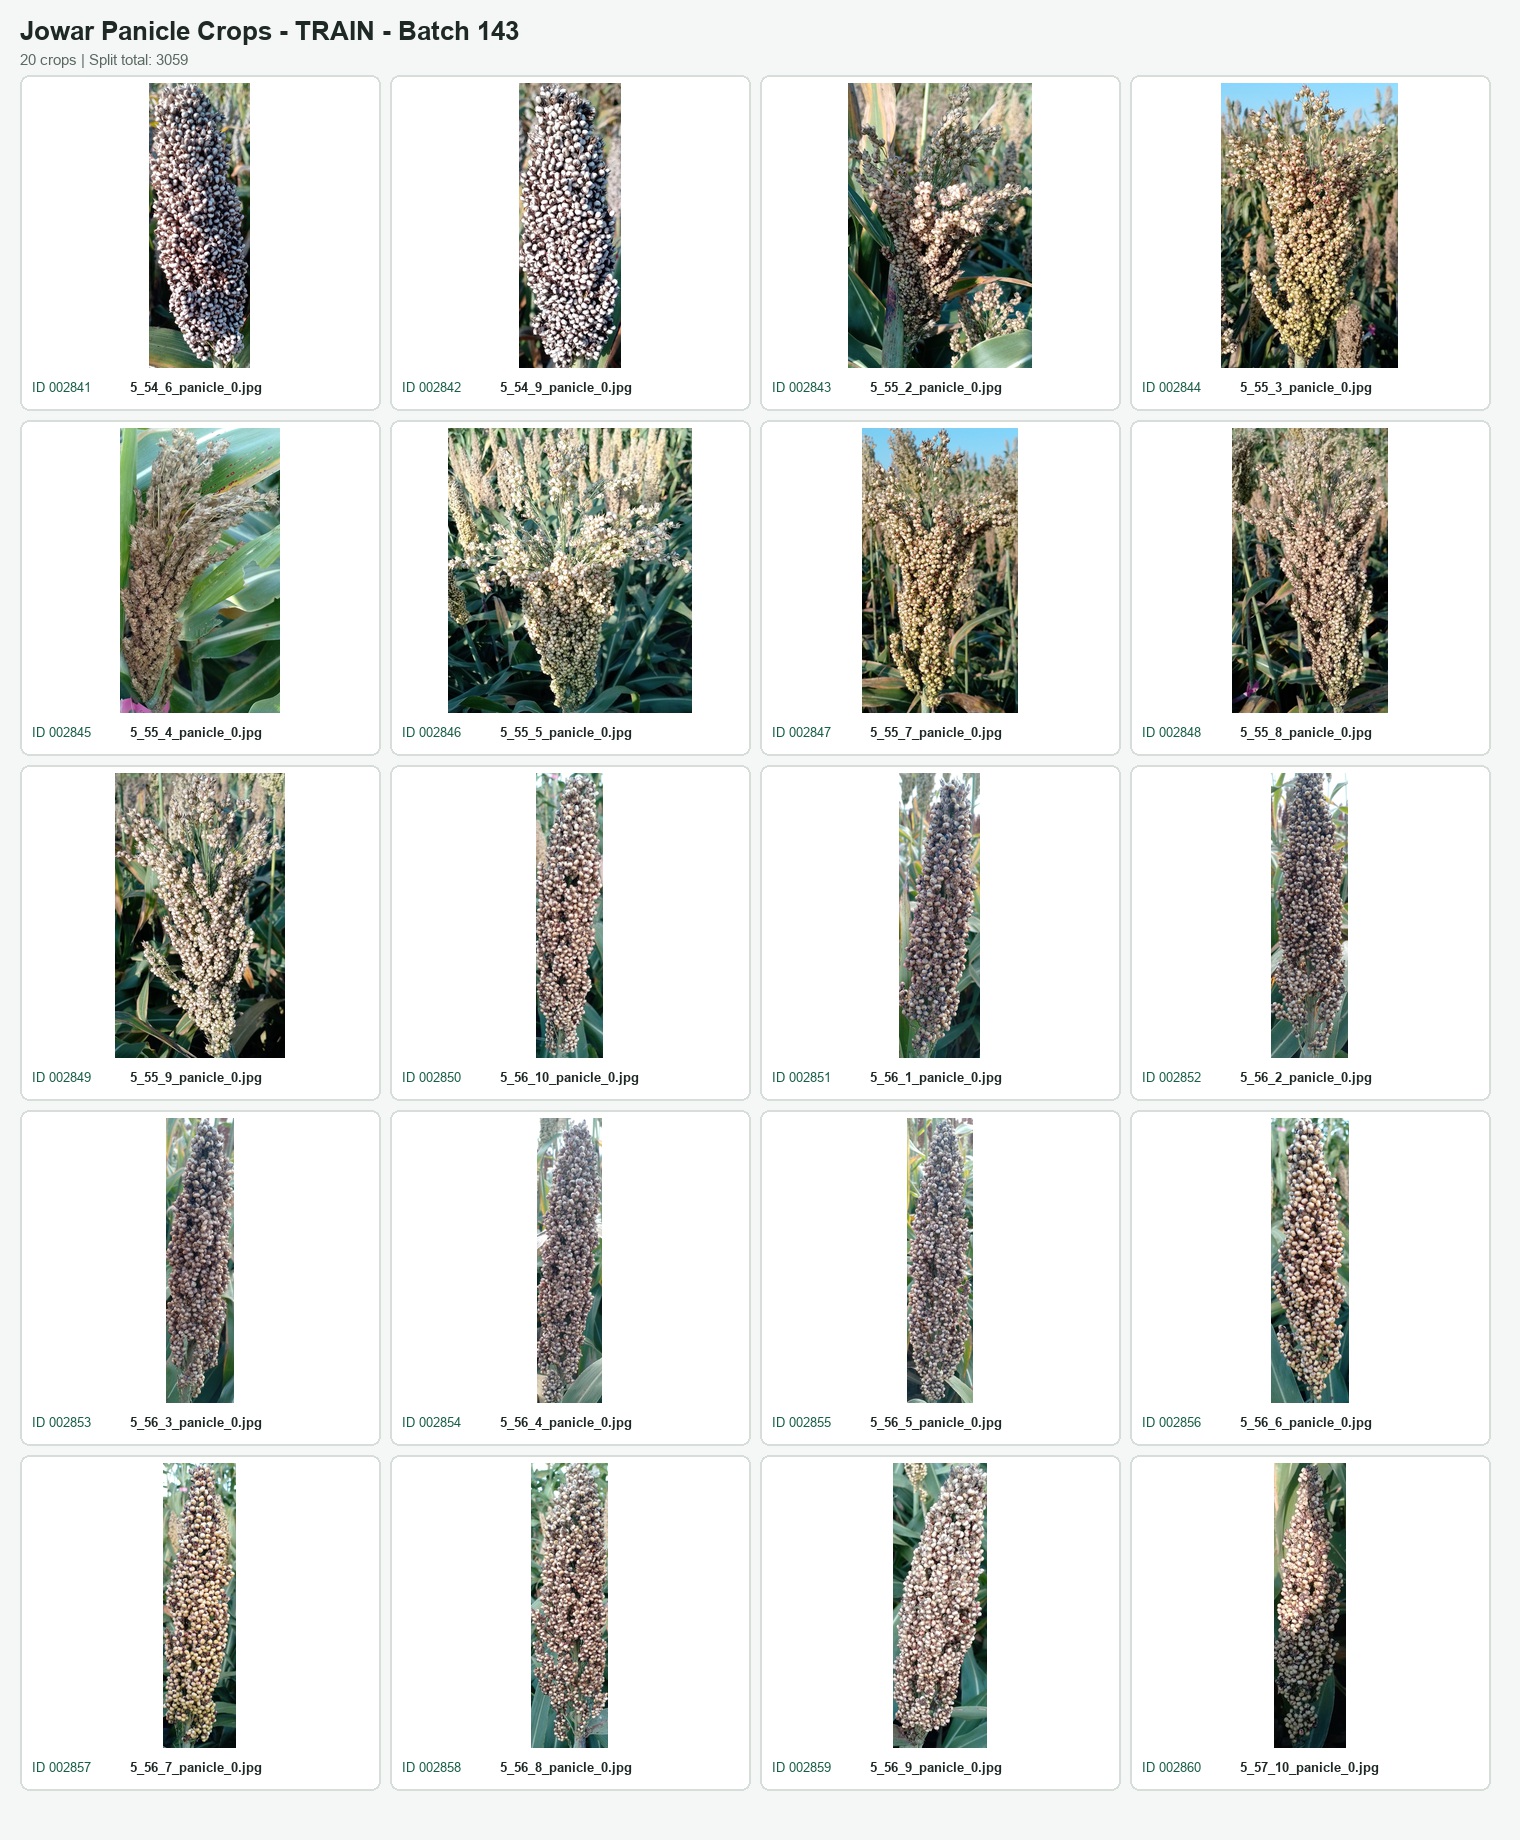 Jowar Panicle Crops - TRAIN - Batch 143
20 crops | Split total: 3059
ID 002841 5_54_6_panicle_0.jpg
ID 002842 5_54_9_panicle_0.jpg
ID 002843 5_55_2_panicle_0.jpg
ID 002844 5_55_3_panicle_0.jpg
ID 002845 5_55_4_panicle_0.jpg
ID 002846 5_55_5_panicle_0.jpg
ID 002847 5_55_7_panicle_0.jpg
ID 002848 5_55_8_panicle_0.jpg
ID 002849 5_55_9_panicle_0.jpg
ID 002850 5_56_10_panicle_0.jpg
ID 002851 5_56_1_panicle_0.jpg
ID 002852 5_56_2_panicle_0.jpg
ID 002853 5_56_3_panicle_0.jpg
ID 002854 5_56_4_panicle_0.jpg
ID 002855 5_56_5_panicle_0.jpg
ID 002856 5_56_6_panicle_0.jpg
ID 002857 5_56_7_panicle_0.jpg
ID 002858 5_56_8_panicle_0.jpg
ID 002859 5_56_9_panicle_0.jpg
ID 002860 5_57_10_panicle_0.jpg